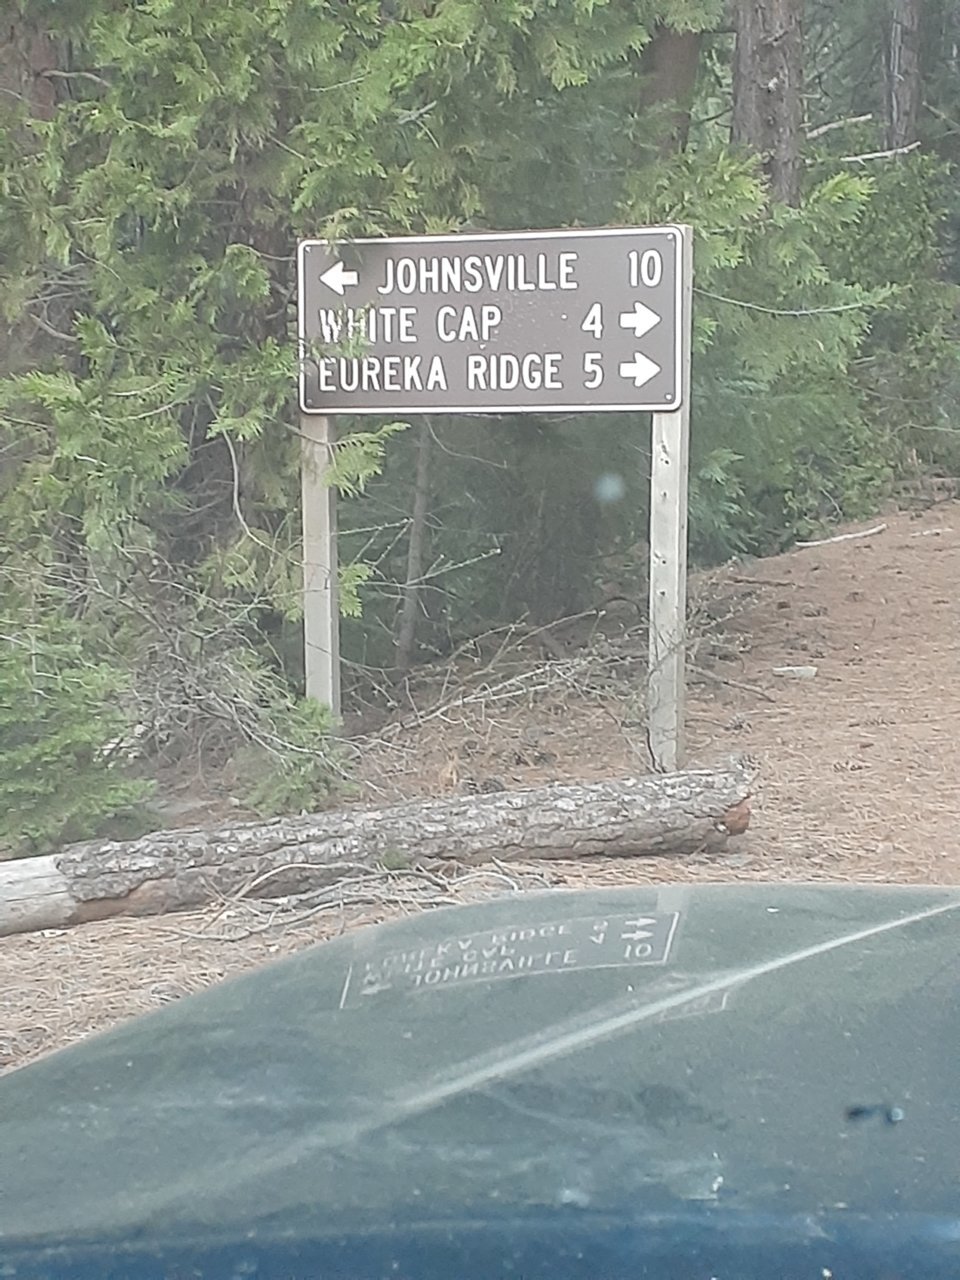 ← JOHNSVILLE 10
WHITE CAP 4 →
EUREKA RIDGE 5 →